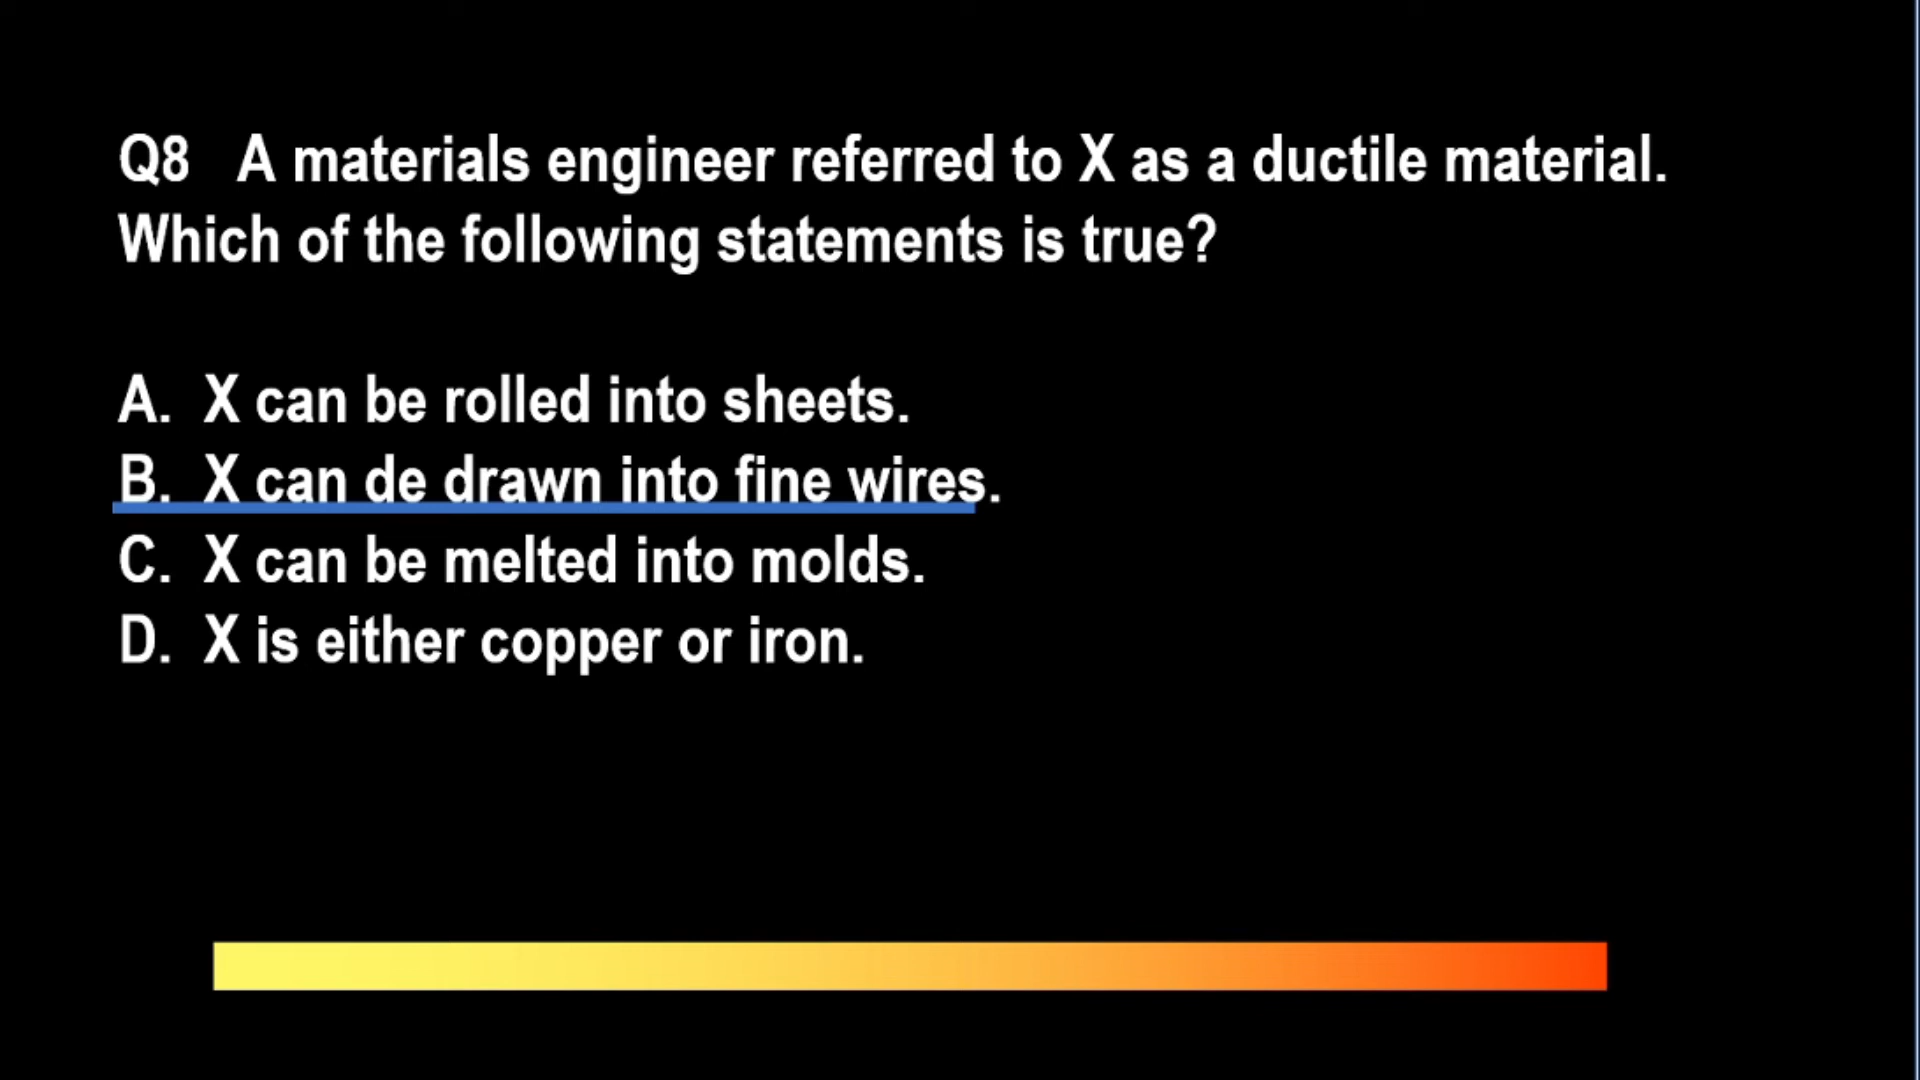 Q8 A materials engineer referred to X as a ductile material.
Which of the following statements is true?
A. X can be rolled into sheets.
B. X can de drawn into fine wires.
C. X can be melted into molds.
D. X is either copper or iron.